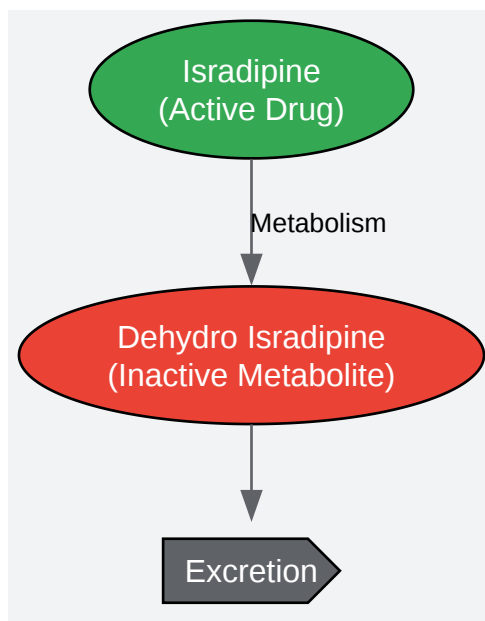 Isradipine
(Active Drug)
Metabolism
Dehydro Isradipine
(Inactive Metabolite)
Excretion